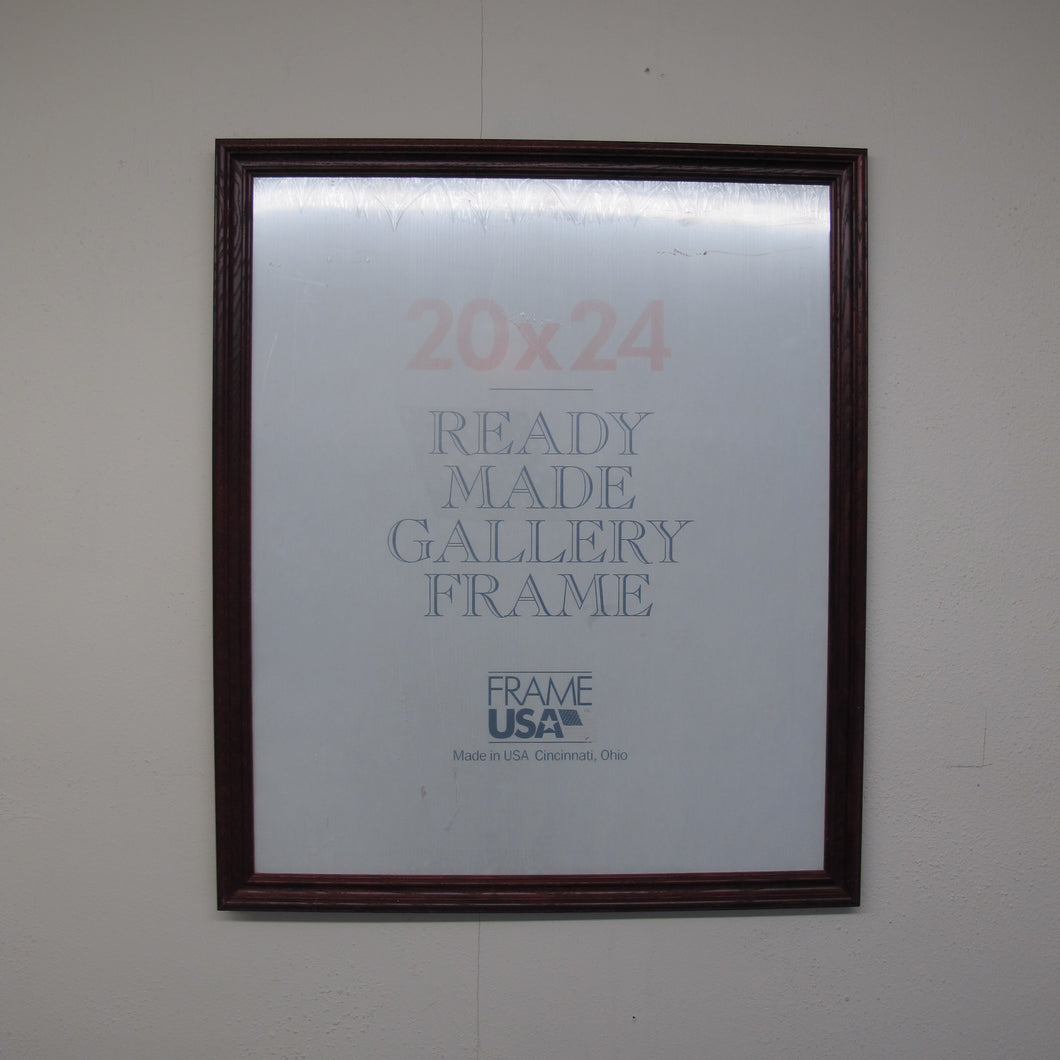 20x24
READY
MADE
GALLERY
FRAME
FRAME
USA
Made in USA Cincinnati, Ohio